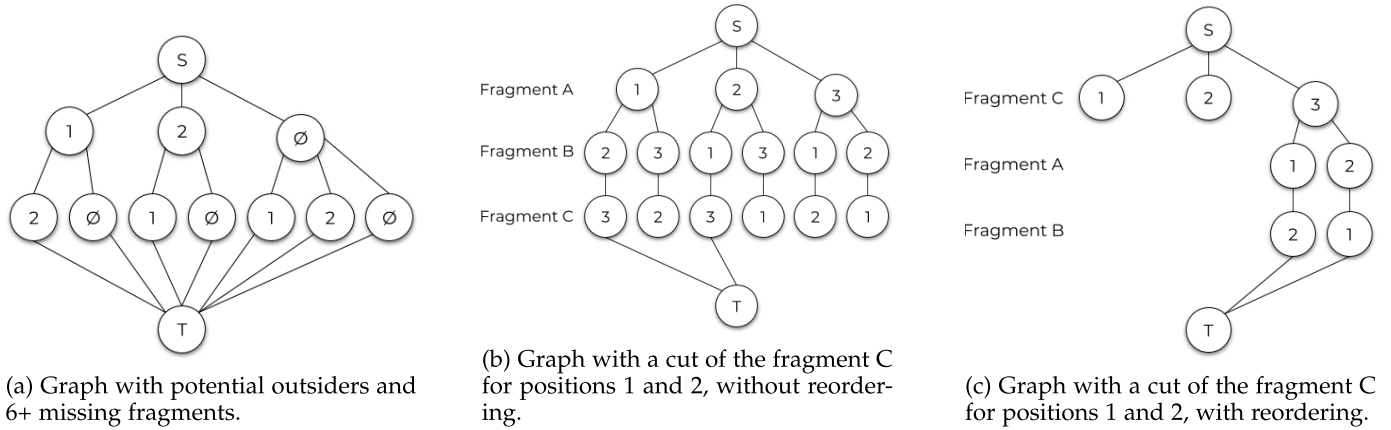 S
1 2 Ø
2 Ø 1 Ø 1 2 Ø
T
(a) Graph with potential outsiders and
6+ missing fragments.
S
Fragment A 1 2 3
Fragment B 2 3 1 3 1 2
Fragment C 3 2 3 1 2 1
T
(b) Graph with a cut of the fragment C
for positions 1 and 2, without reorder-
ing.
S
Fragment C 1 2 3
Fragment A 1 2
Fragment B 2 1
T
(c) Graph with a cut of the fragment C
for positions 1 and 2, with reordering.